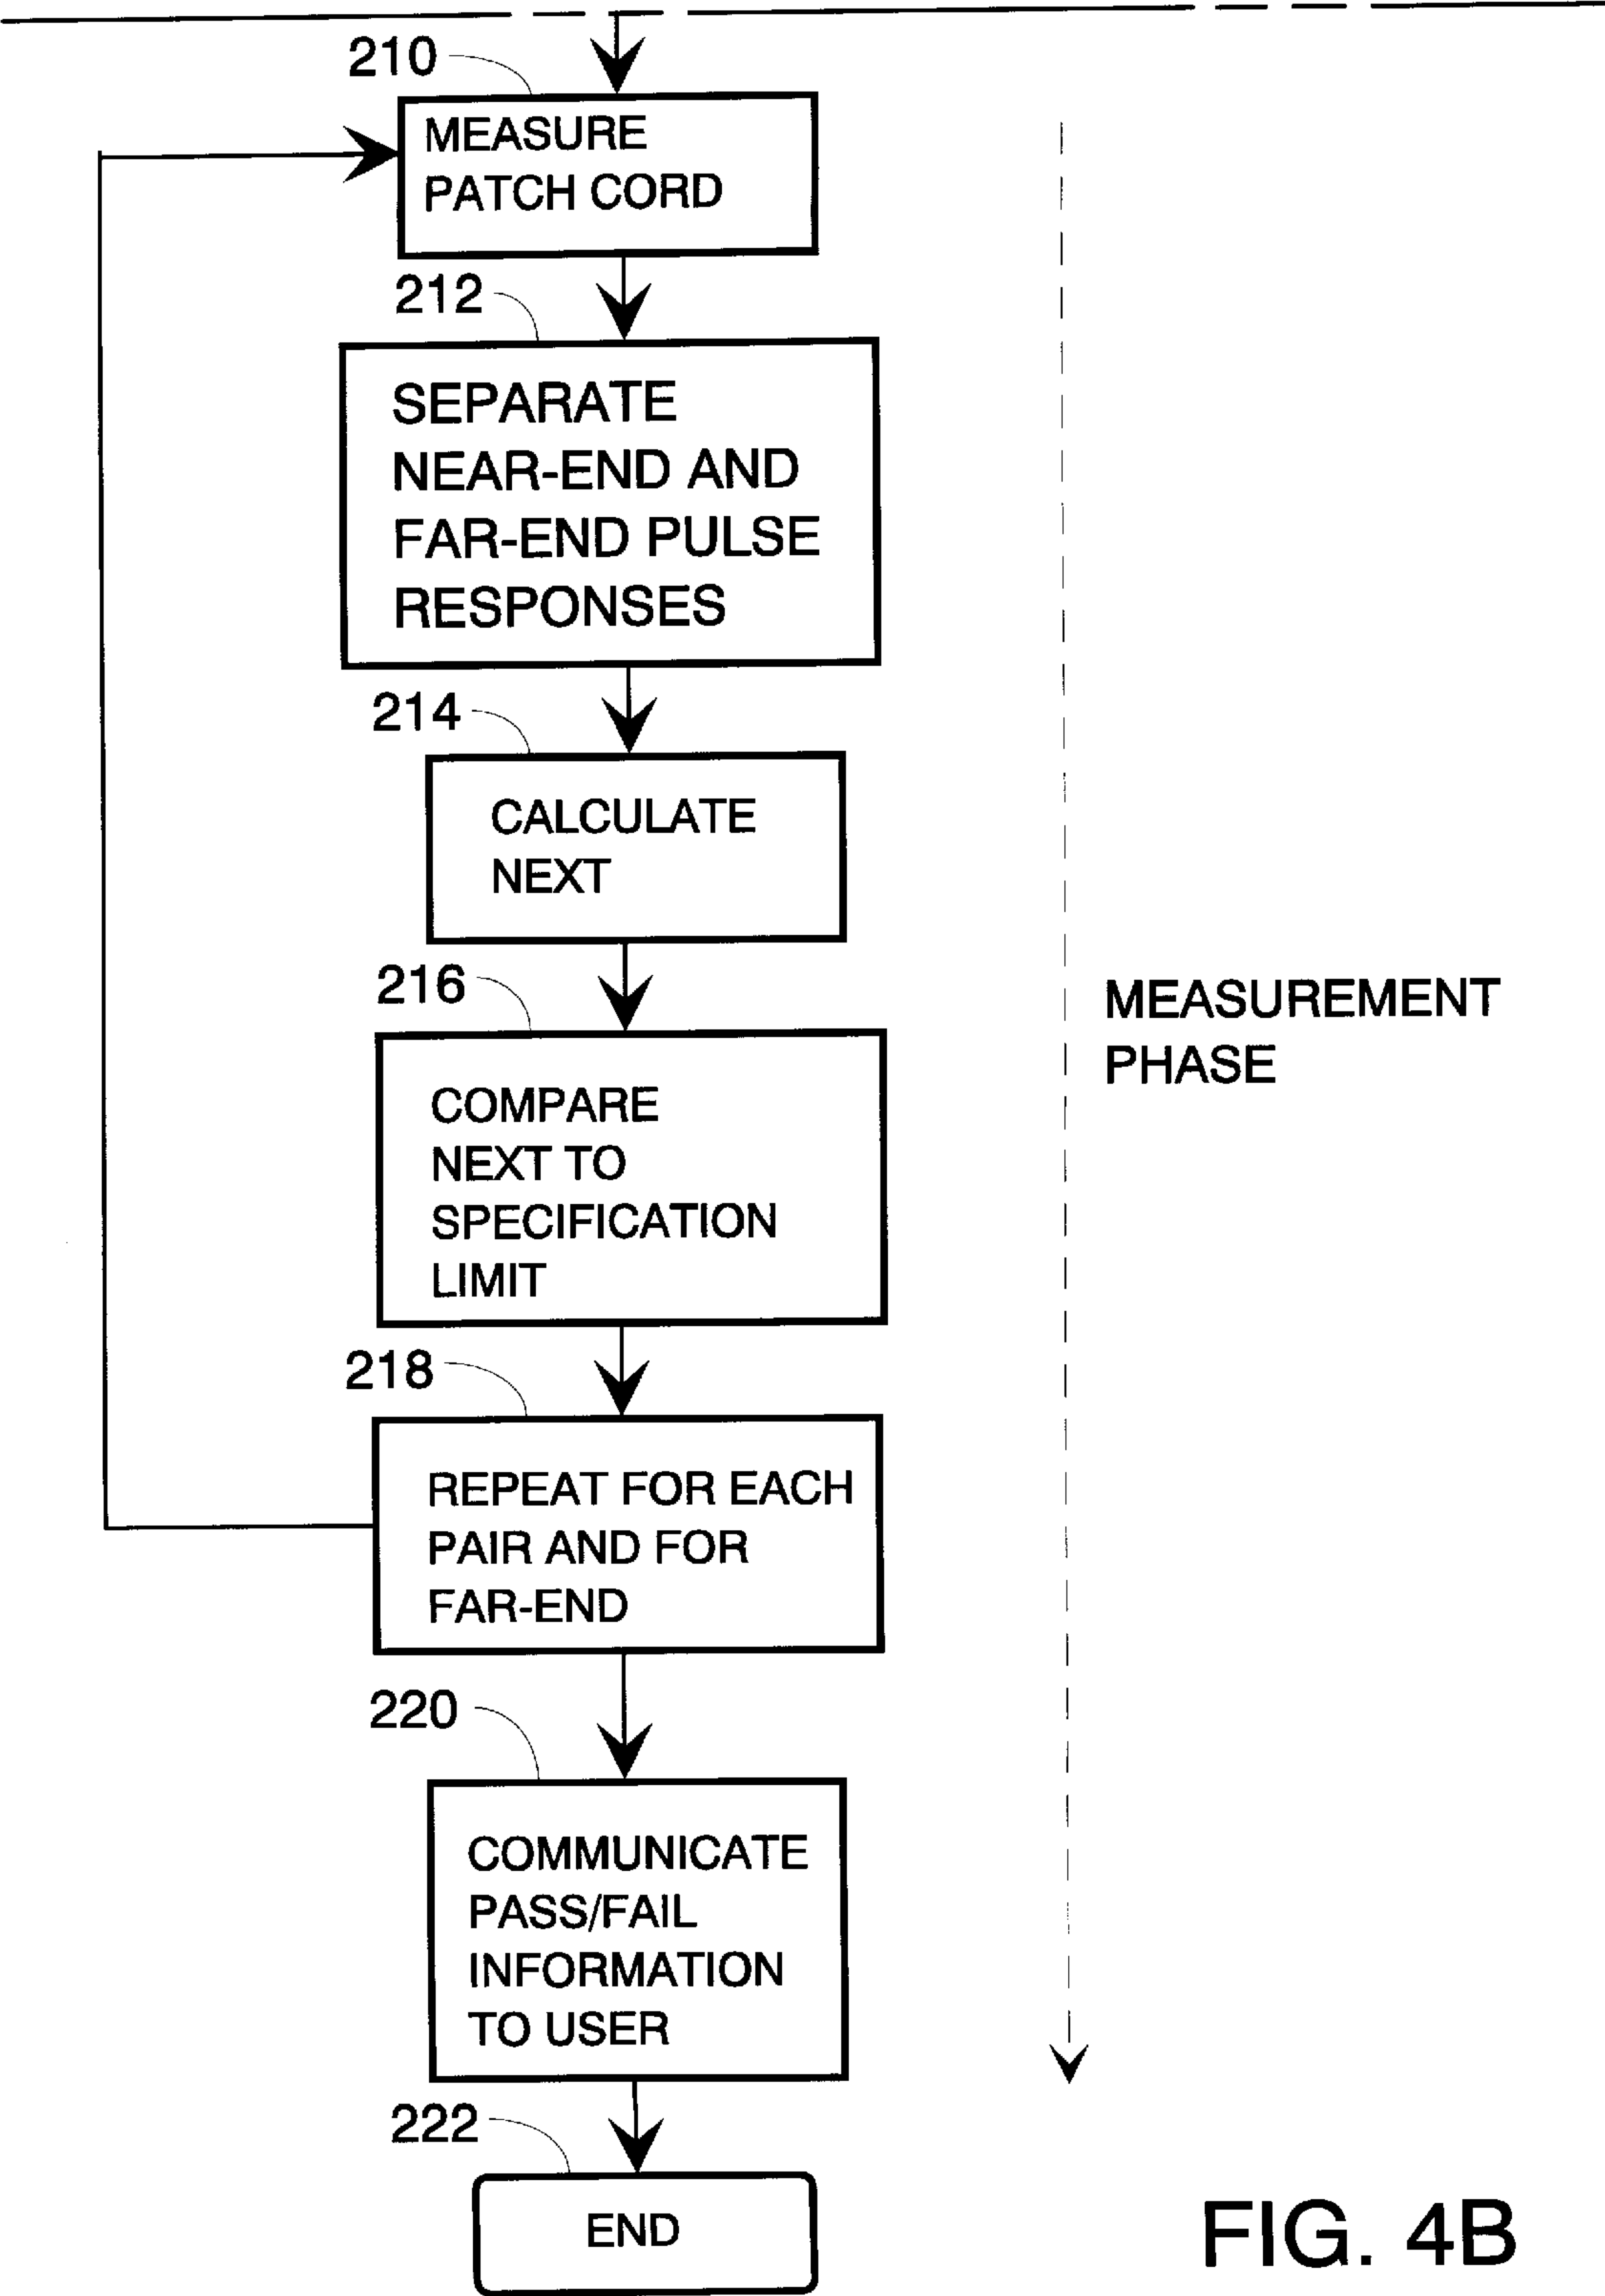 210
MEASURE
PATCH CORD
212
SEPARATE
NEAR-END AND
FAR-END PULSE
RESPONSES
214
CALCULATE
NEXT
216
COMPARE
NEXT TO
SPECIFICATION
LIMIT
MEASUREMENT
PHASE
218
REPEAT FOR EACH
PAIR AND FOR
FAR-END
220
COMMUNICATE
PASS/FAIL
INFORMATION
TO USER
222
END
FIG. 4B